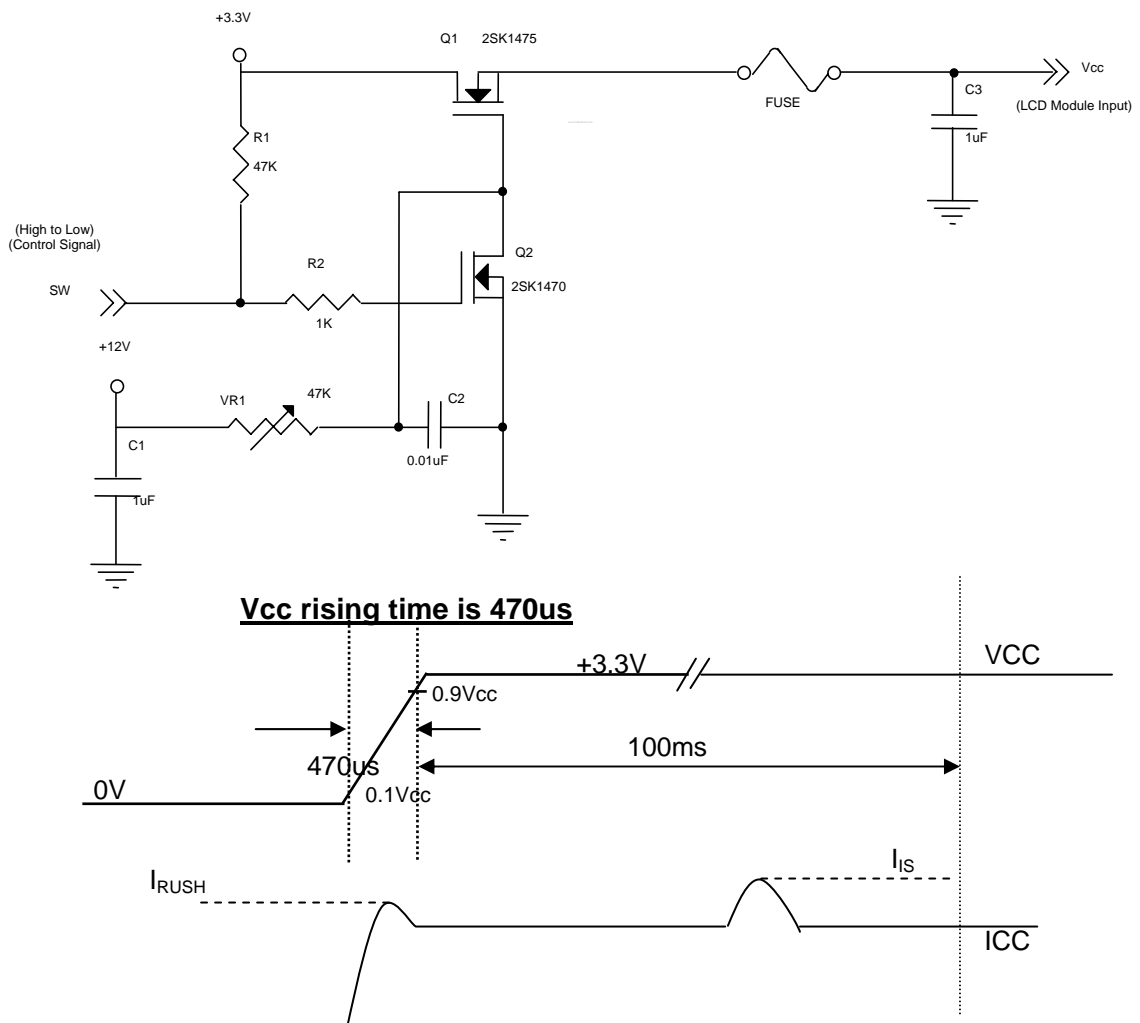 +3.3V
Q1 2SK1475
Vcc
FUSE
C3
(LCD Module Input)
R1
47K
1uF
(High to Low)
(Control Signal)
Q2
R2
SW
2SK1470
1K
+12V
VR1
47K
C2
C1
0.01uF
1uF
Vcc rising time is 470us
+3.3V
VCC
0.9Vcc
100ms
470us
0V
0.1Vcc
IIS
IRUSH
ICC